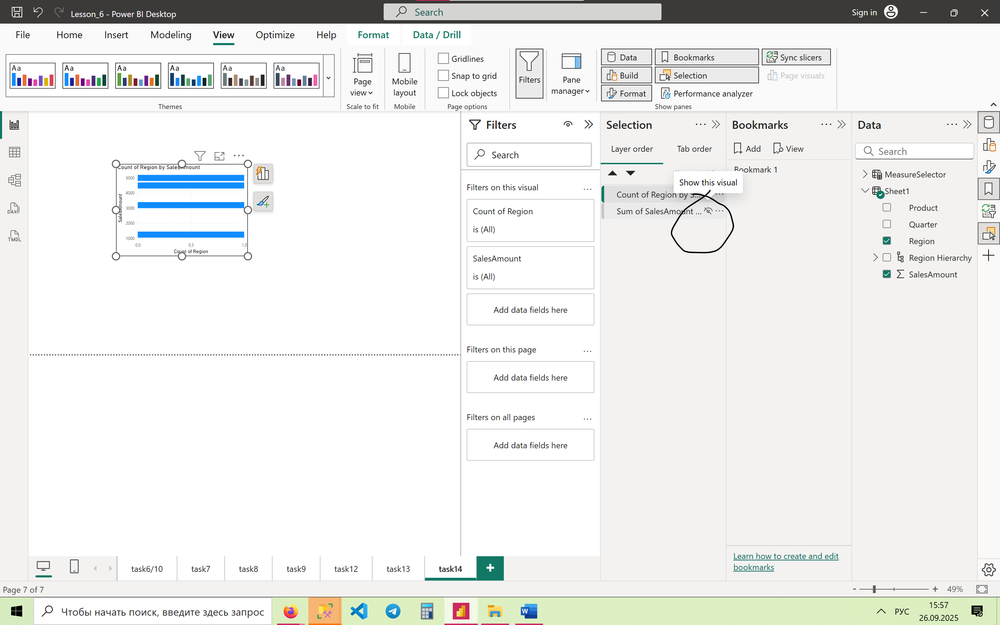 Lesson_6 - Power BI Desktop
Search
Sign in
File Home Insert Modeling View Optimize Help Format Data / Drill
Aa Aa Aa Aa Aa Aa
Themes
Page view
Scale to fit
Mobile layout
Mobile
Gridlines
Snap to grid
Lock objects
Page options
Filters
Pane manager
Data
Build
Format
Bookmarks
Selection
Performance analyzer
Sync slicers
Page visuals
Show panes
DAX
TMDL
Count of Region by SalesAmount
5000
4000
3000
2000
1000
SalesAmount
0,0 0,5 1,0
Count of Region
Filters
Search
Filters on this visual
Count of Region
is (All)
SalesAmount
is (All)
Add data fields here
Filters on this page
Add data fields here
Filters on all pages
Add data fields here
Selection
Layer order Tab order
Show this visual
Count of Region by S...
Sum of SalesAmount ...
Bookmarks
Add View
Bookmark 1
Learn how to create and edit
bookmarks
Data
Search
MeasureSelector
Sheet1
Product
Quarter
Region
Region Hierarchy
SalesAmount
task6/10 task7 task8 task9 task12 task13 task14
Page 7 of 7
- + 49%
Чтобы начать поиск, введите здесь запрос
РУС
15:57
26.09.2025